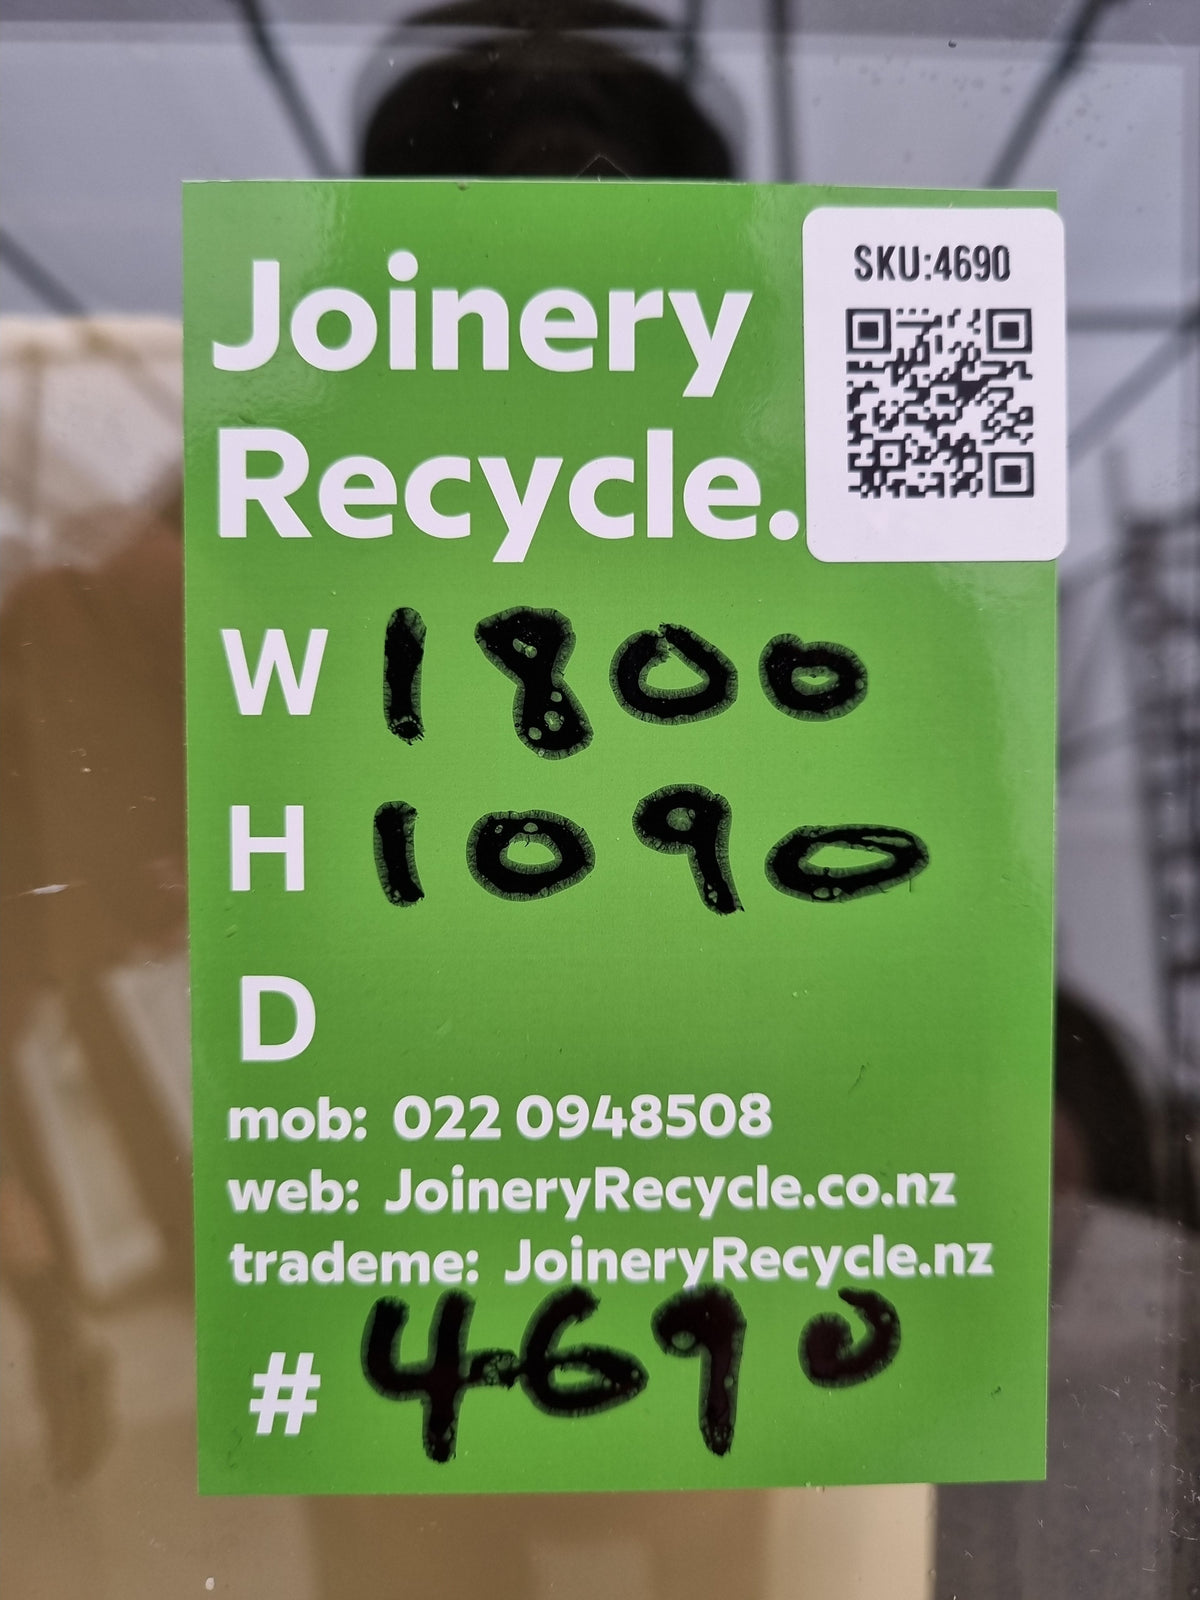 SKU:4690
Joinery
Recycle.
W 1800
H 1090
D
mob: 022 0948508
web: JoineryRecycle.co.nz
trademe: JoineryRecycle.nz
# 4690